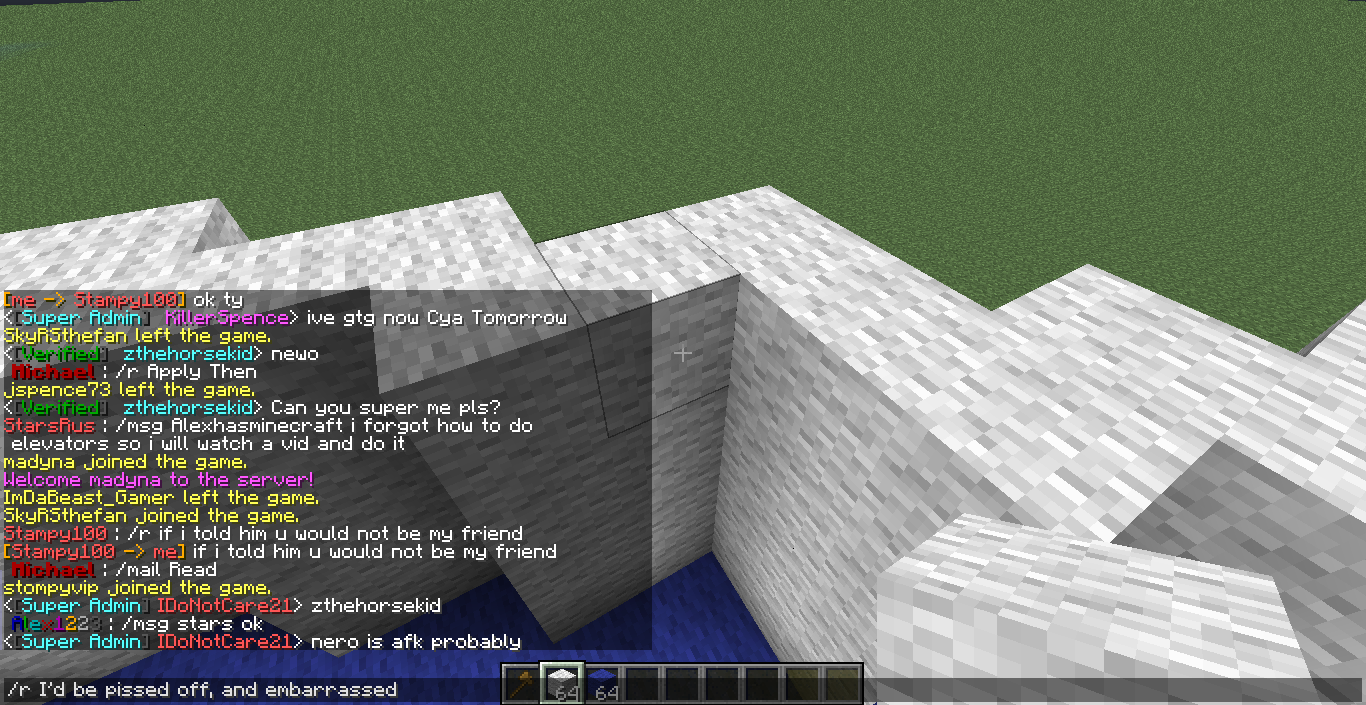 [me -> Stampy100] ok ty
<[Super Admin] KillerSpence> ive gtg now Cya Tomorrow
SkyRSthefan left the game.
<[Verified] zthehorsekid> newo
Michael : /r Apply Then
jspence73 left the game.
<[Verified] zthehorsekid> Can you super me pls?
StarsRus : /msg Alexhasminecraft i forgot how to do
elevators so i will watch a vid and do it
madyna joined the game.
Welcome madyna to the server!
ImDaBeast_Gamer left the game.
SkyRSthefan joined the game.
Stampy100 : /r if i told him u would not be my friend
[Stampy100 -> me] if i told him u would not be my friend
Michael : /mail Read
stompyvip joined the game.
<[Super Admin] IDoNotCare21> zthehorsekid
Alex1223 : /msg stars ok
<[Super Admin] IDoNotCare21> nero is afk probably
64 64
/r I'd be pissed off, and embarrassed